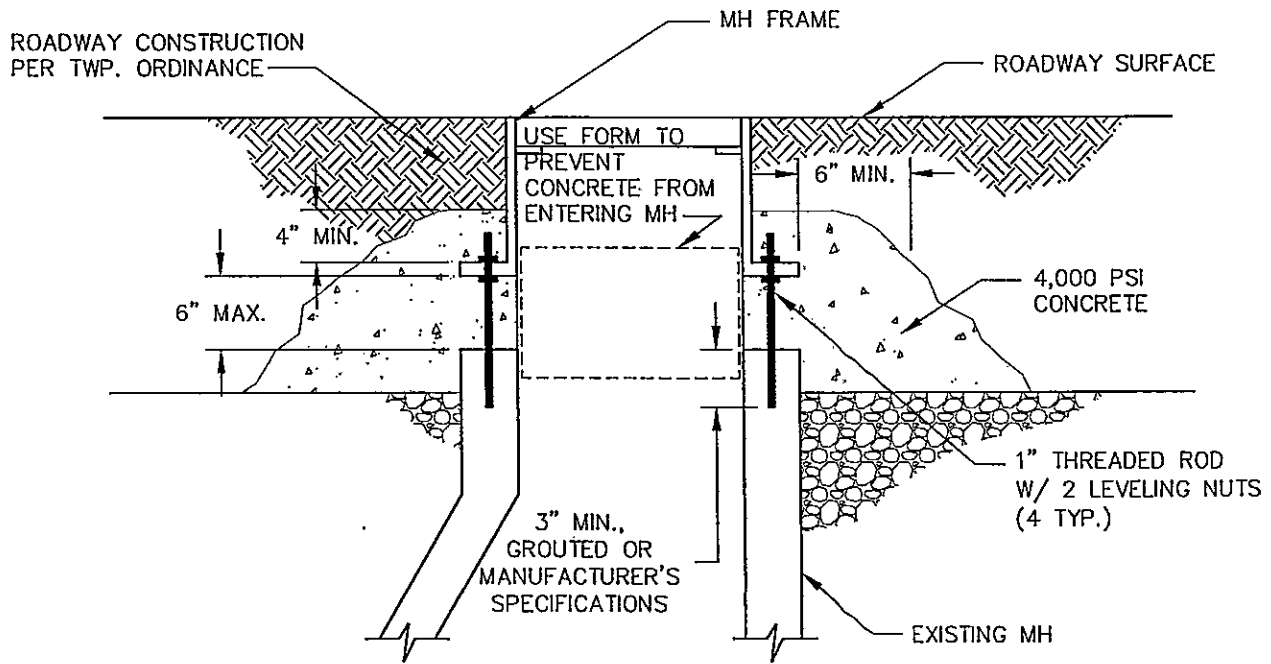 MH FRAME
ROADWAY CONSTRUCTION
PER TWP. ORDINANCE
ROADWAY SURFACE
USE FORM TO
PREVENT
CONCRETE FROM
ENTERING MH
6" MIN.
4" MIN.
6" MAX.
4,000 PSI
CONCRETE
1" THREADED ROD
W/ 2 LEVELING NUTS
(4 TYP.)
3" MIN.,
GROUTED OR
MANUFACTURER'S
SPECIFICATIONS
EXISTING MH